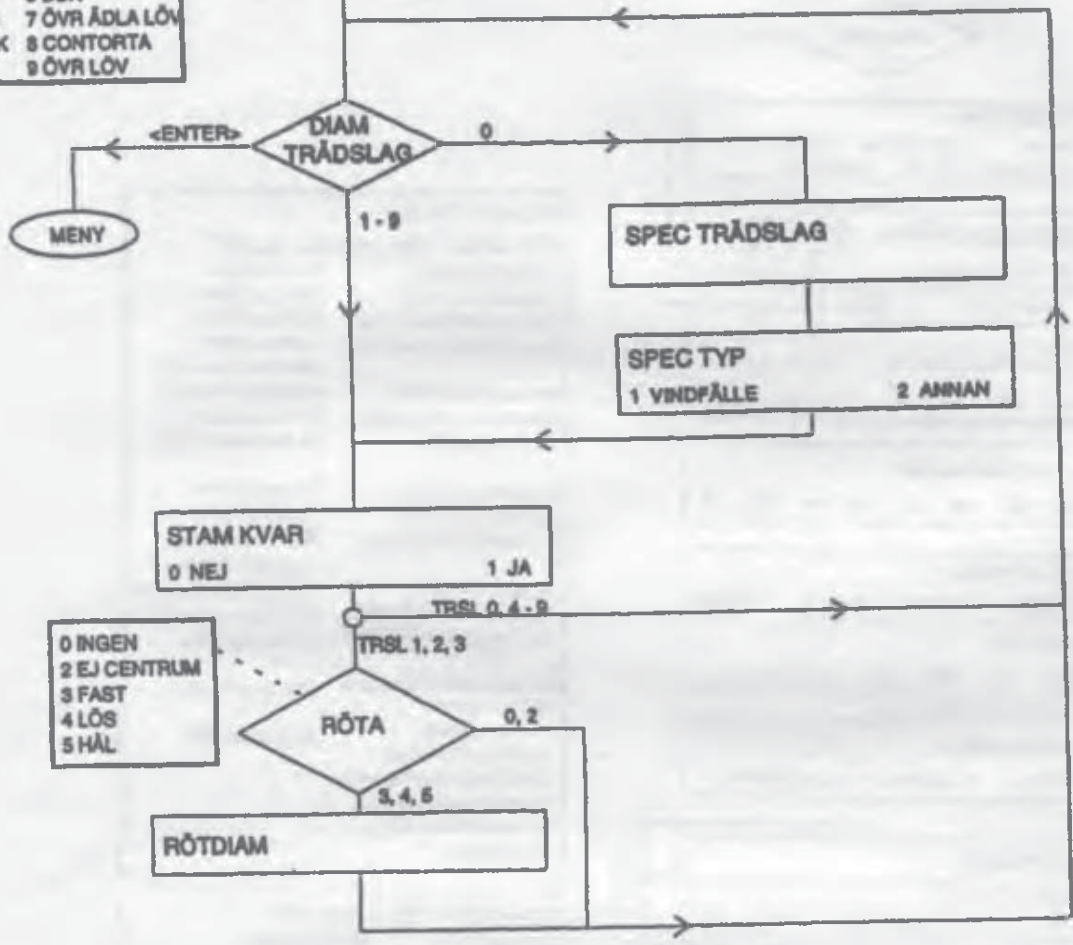 7 ÖVR ÄDLA LÖV
K 8 CONTORTA
9 ÖVR LÖV
<ENTER>
DIAM
TRÄDSLAG
0
MENY
1 - 9
SPEC TRÄDSLAG
SPEC TYP
1 VINDFÄLLE 2 ANNAN
STAM KVAR
0 NEJ 1 JA
TRSL 0, 4 - 9
TRSL 1, 2, 3
0 INGEN
2 EJ CENTRUM
3 FAST
4 LÖS
5 HÅL
RÖTA
0, 2
3, 4, 5
RÖTDIAM